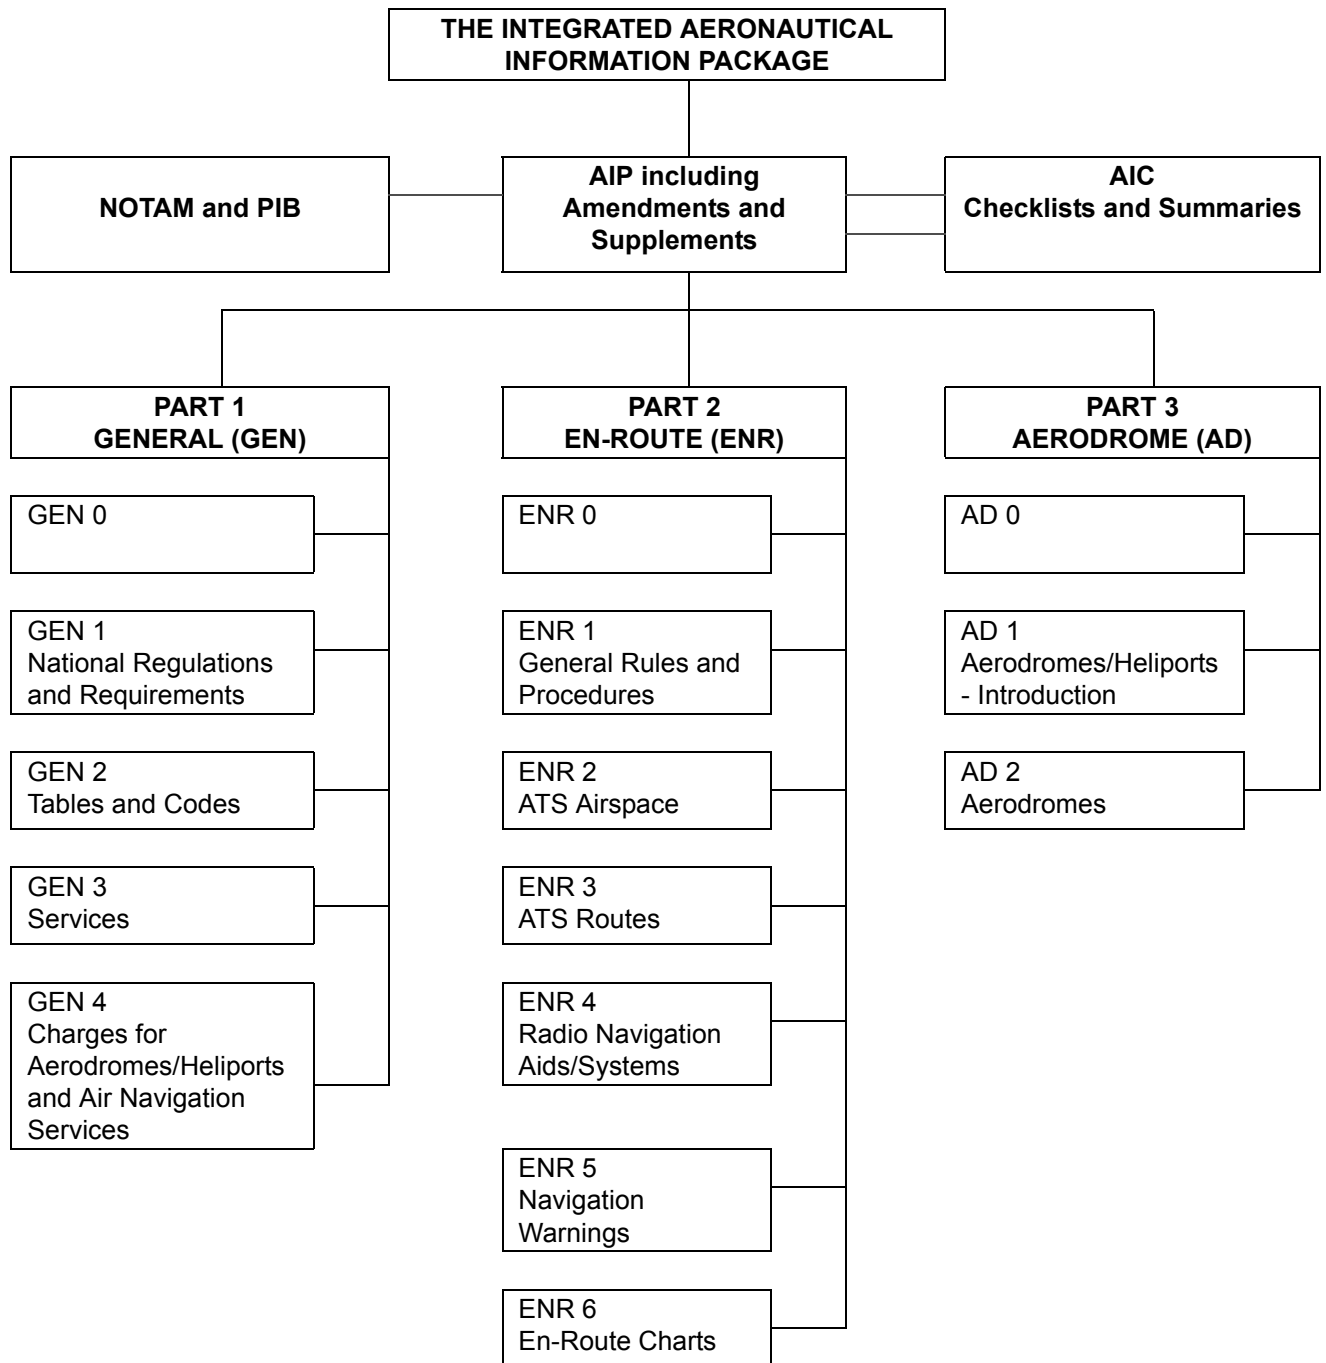 THE INTEGRATED AERONAUTICAL
INFORMATION PACKAGE
NOTAM and PIB
AIP including
Amendments and
Supplements
AIC
Checklists and Summaries
PART 1
GENERAL (GEN)
PART 2
EN-ROUTE (ENR)
PART 3
AERODROME (AD)
GEN 0
GEN 1
National Regulations
and Requirements
GEN 2
Tables and Codes
GEN 3
Services
GEN 4
Charges for
Aerodromes/Heliports
and Air Navigation
Services
ENR 0
ENR 1
General Rules and
Procedures
ENR 2
ATS Airspace
ENR 3
ATS Routes
ENR 4
Radio Navigation
Aids/Systems
ENR 5
Navigation
Warnings
ENR 6
En-Route Charts
AD 0
AD 1
Aerodromes/Heliports
- Introduction
AD 2
Aerodromes